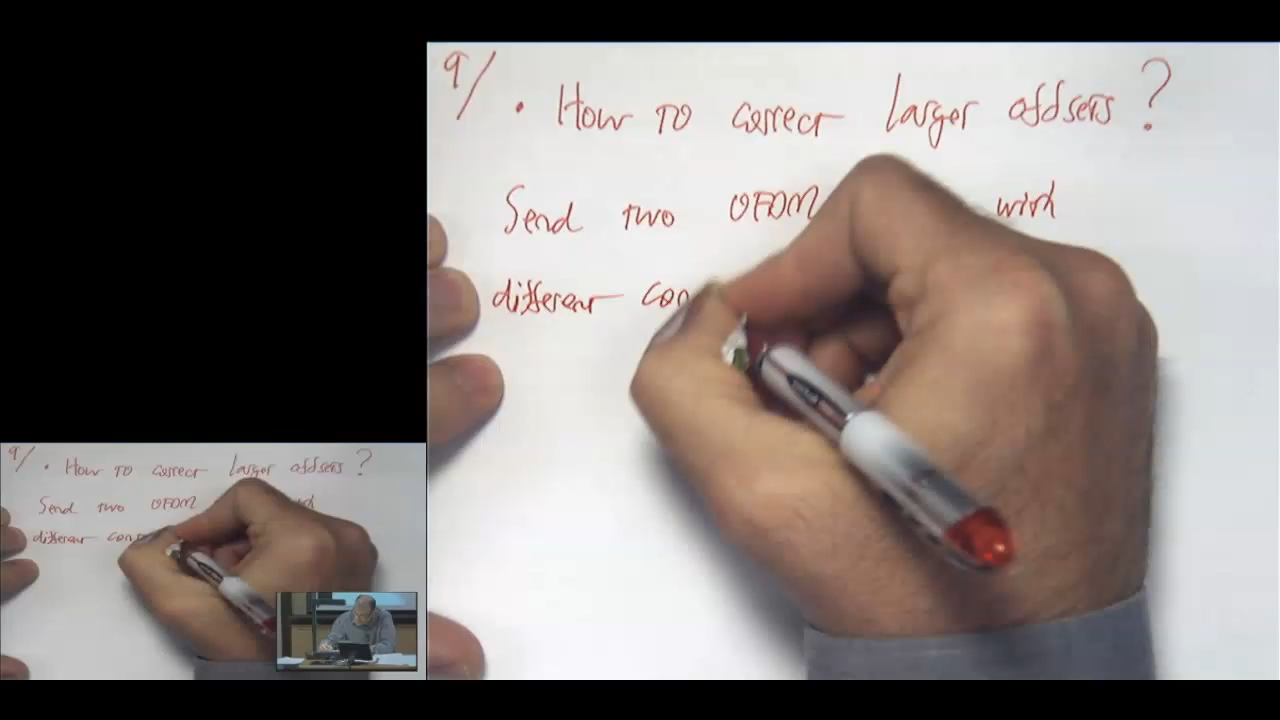 9/ . How to correct larger offsets ?
Send two OFDM with
different con